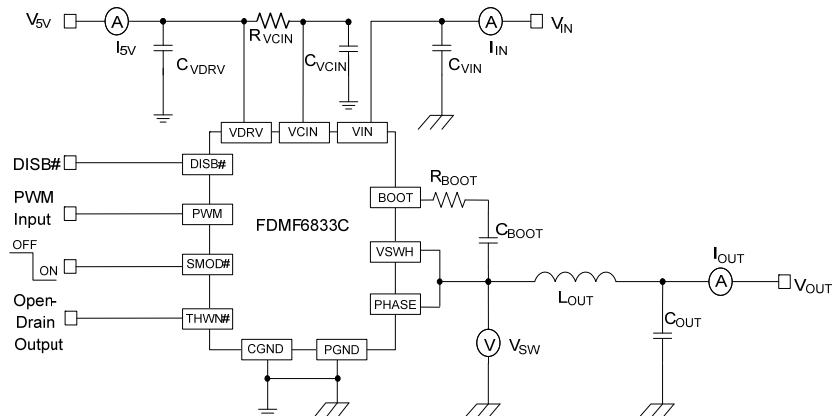 V5V
A
I5V
CVDRV
RVCIN
CVCIN
CVIN
A
IIN
VIN
VDRV
VCIN
VIN
DISB#
DISB#
PWM
Input
PWM
OFF
ON
SMOD#
Open-
Drain
Output
THWN#
FDMF6833C
BOOT
RBOOT
CBOOT
VSWH
PHASE
CGND
PGND
V
VSW
LOUT
COUT
IOUT
A
VOUT